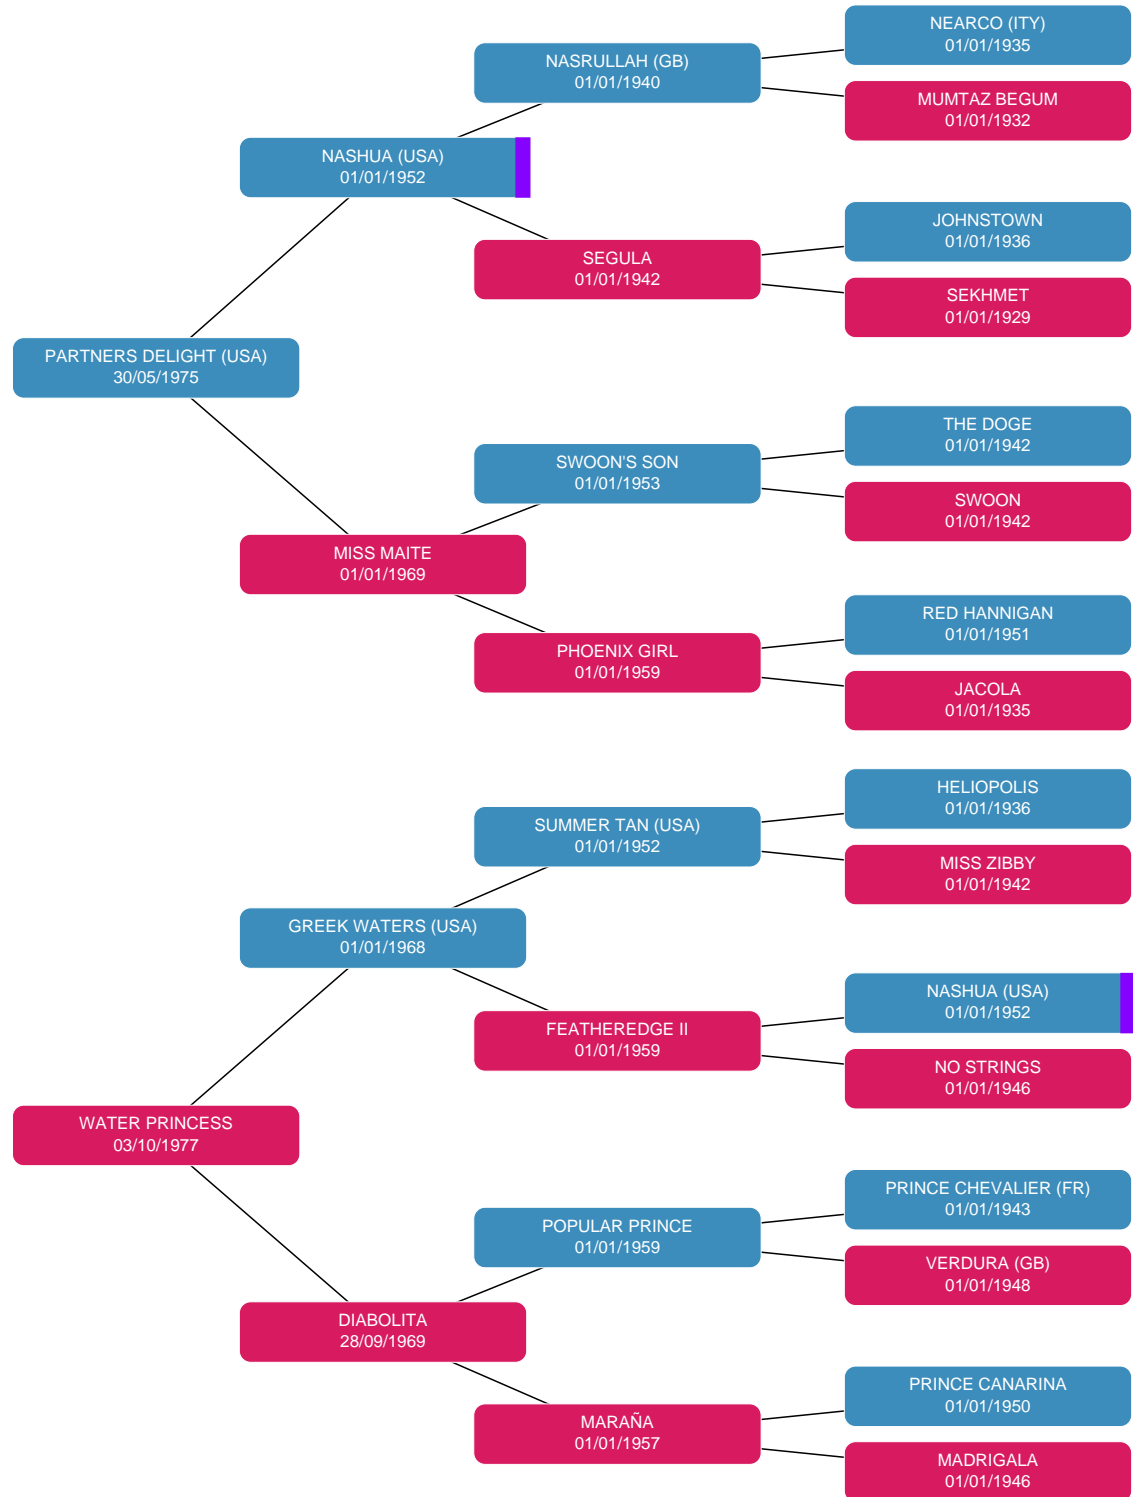 NEARCO (ITY)
01/01/1935
NASRULLAH (GB)
01/01/1940
MUMTAZ BEGUM
01/01/1932
NASHUA (USA)
01/01/1952
JOHNSTOWN
01/01/1936
SEGULA
01/01/1942
SEKHMET
01/01/1929
PARTNERS DELIGHT (USA)
30/05/1975
THE DOGE
01/01/1942
SWOON'S SON
01/01/1953
SWOON
01/01/1942
MISS MAITE
01/01/1969
RED HANNIGAN
01/01/1951
PHOENIX GIRL
01/01/1959
JACOLA
01/01/1935
HELIOPOLIS
01/01/1936
SUMMER TAN (USA)
01/01/1952
MISS ZIBBY
01/01/1942
GREEK WATERS (USA)
01/01/1968
NASHUA (USA)
01/01/1952
FEATHEREDGE II
01/01/1959
NO STRINGS
01/01/1946
WATER PRINCESS
03/10/1977
PRINCE CHEVALIER (FR)
01/01/1943
POPULAR PRINCE
01/01/1959
VERDURA (GB)
01/01/1948
DIABOLITA
28/09/1969
PRINCE CANARINA
01/01/1950
MARAÑA
01/01/1957
MADRIGALA
01/01/1946